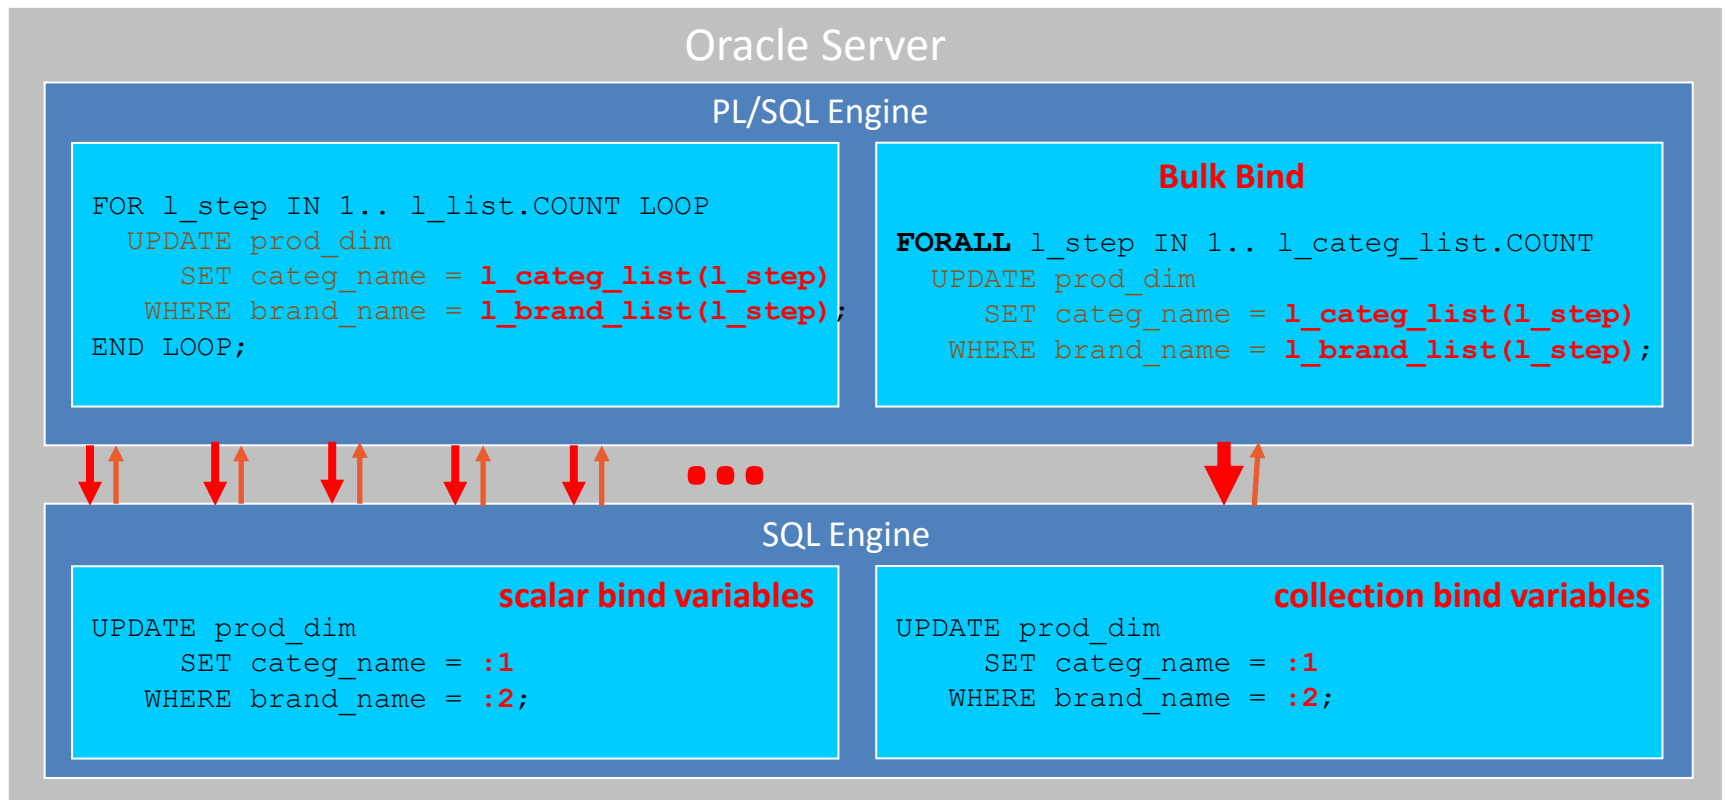 Oracle Server
PL/SQL Engine
FOR l_step IN 1.. l_list.COUNT LOOP
UPDATE prod_dim
SET categ_name = l_categ_list(l_step)
WHERE brand_name = l_brand_list(l_step);
END LOOP;
Bulk Bind
FORALL l_step IN 1.. l_categ_list.COUNT
UPDATE prod_dim
SET categ_name = l_categ_list(l_step)
WHERE brand_name = l_brand_list(l_step);
...
SQL Engine
scalar bind variables
UPDATE prod_dim
SET categ_name = :1
WHERE brand_name = :2;
collection bind variables
UPDATE prod_dim
SET categ_name = :1
WHERE brand_name = :2;